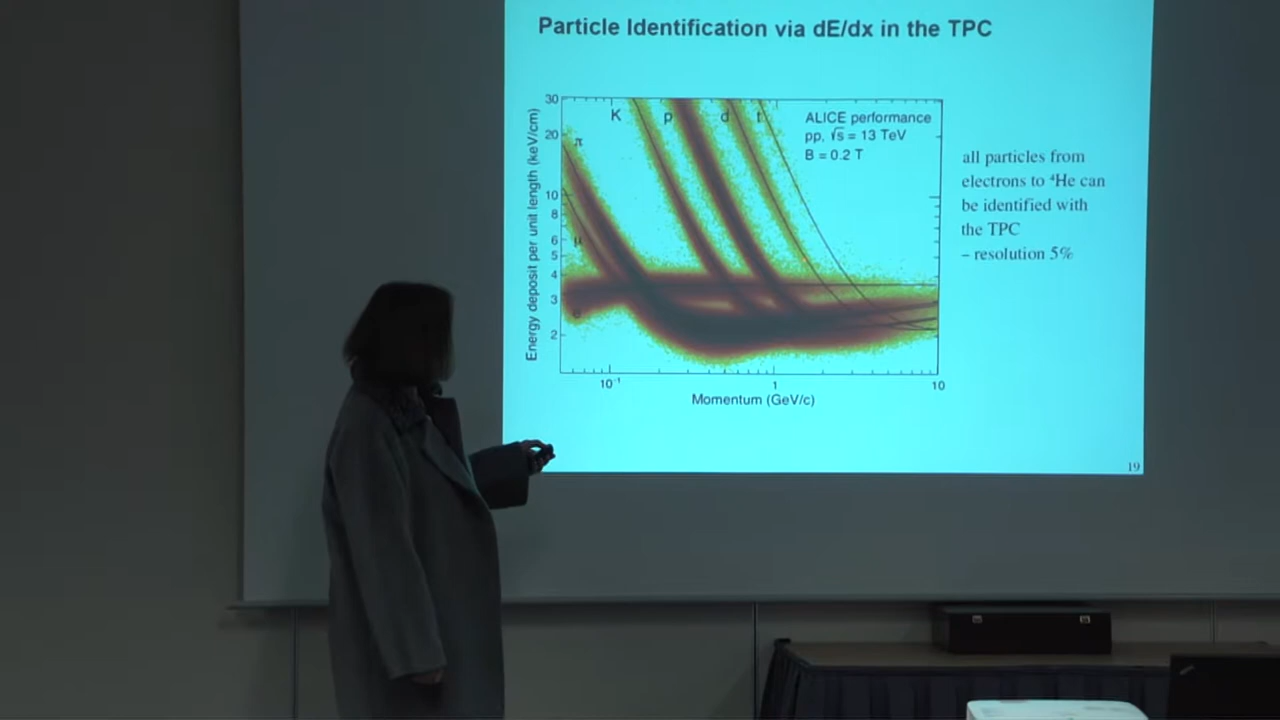 Particle Identification via dE/dx in the TPC
Energy deposit per unit length (keV/cm)
30
20
10
8
6
5
4
3
2
π
μ
e
K
p
d
t
ALICE performance
pp, √s = 13 TeV
B = 0.2 T
10⁻¹
1
10
Momentum (GeV/c)
all particles from
electrons to ⁴He can
be identified with
the TPC
– resolution 5%
19